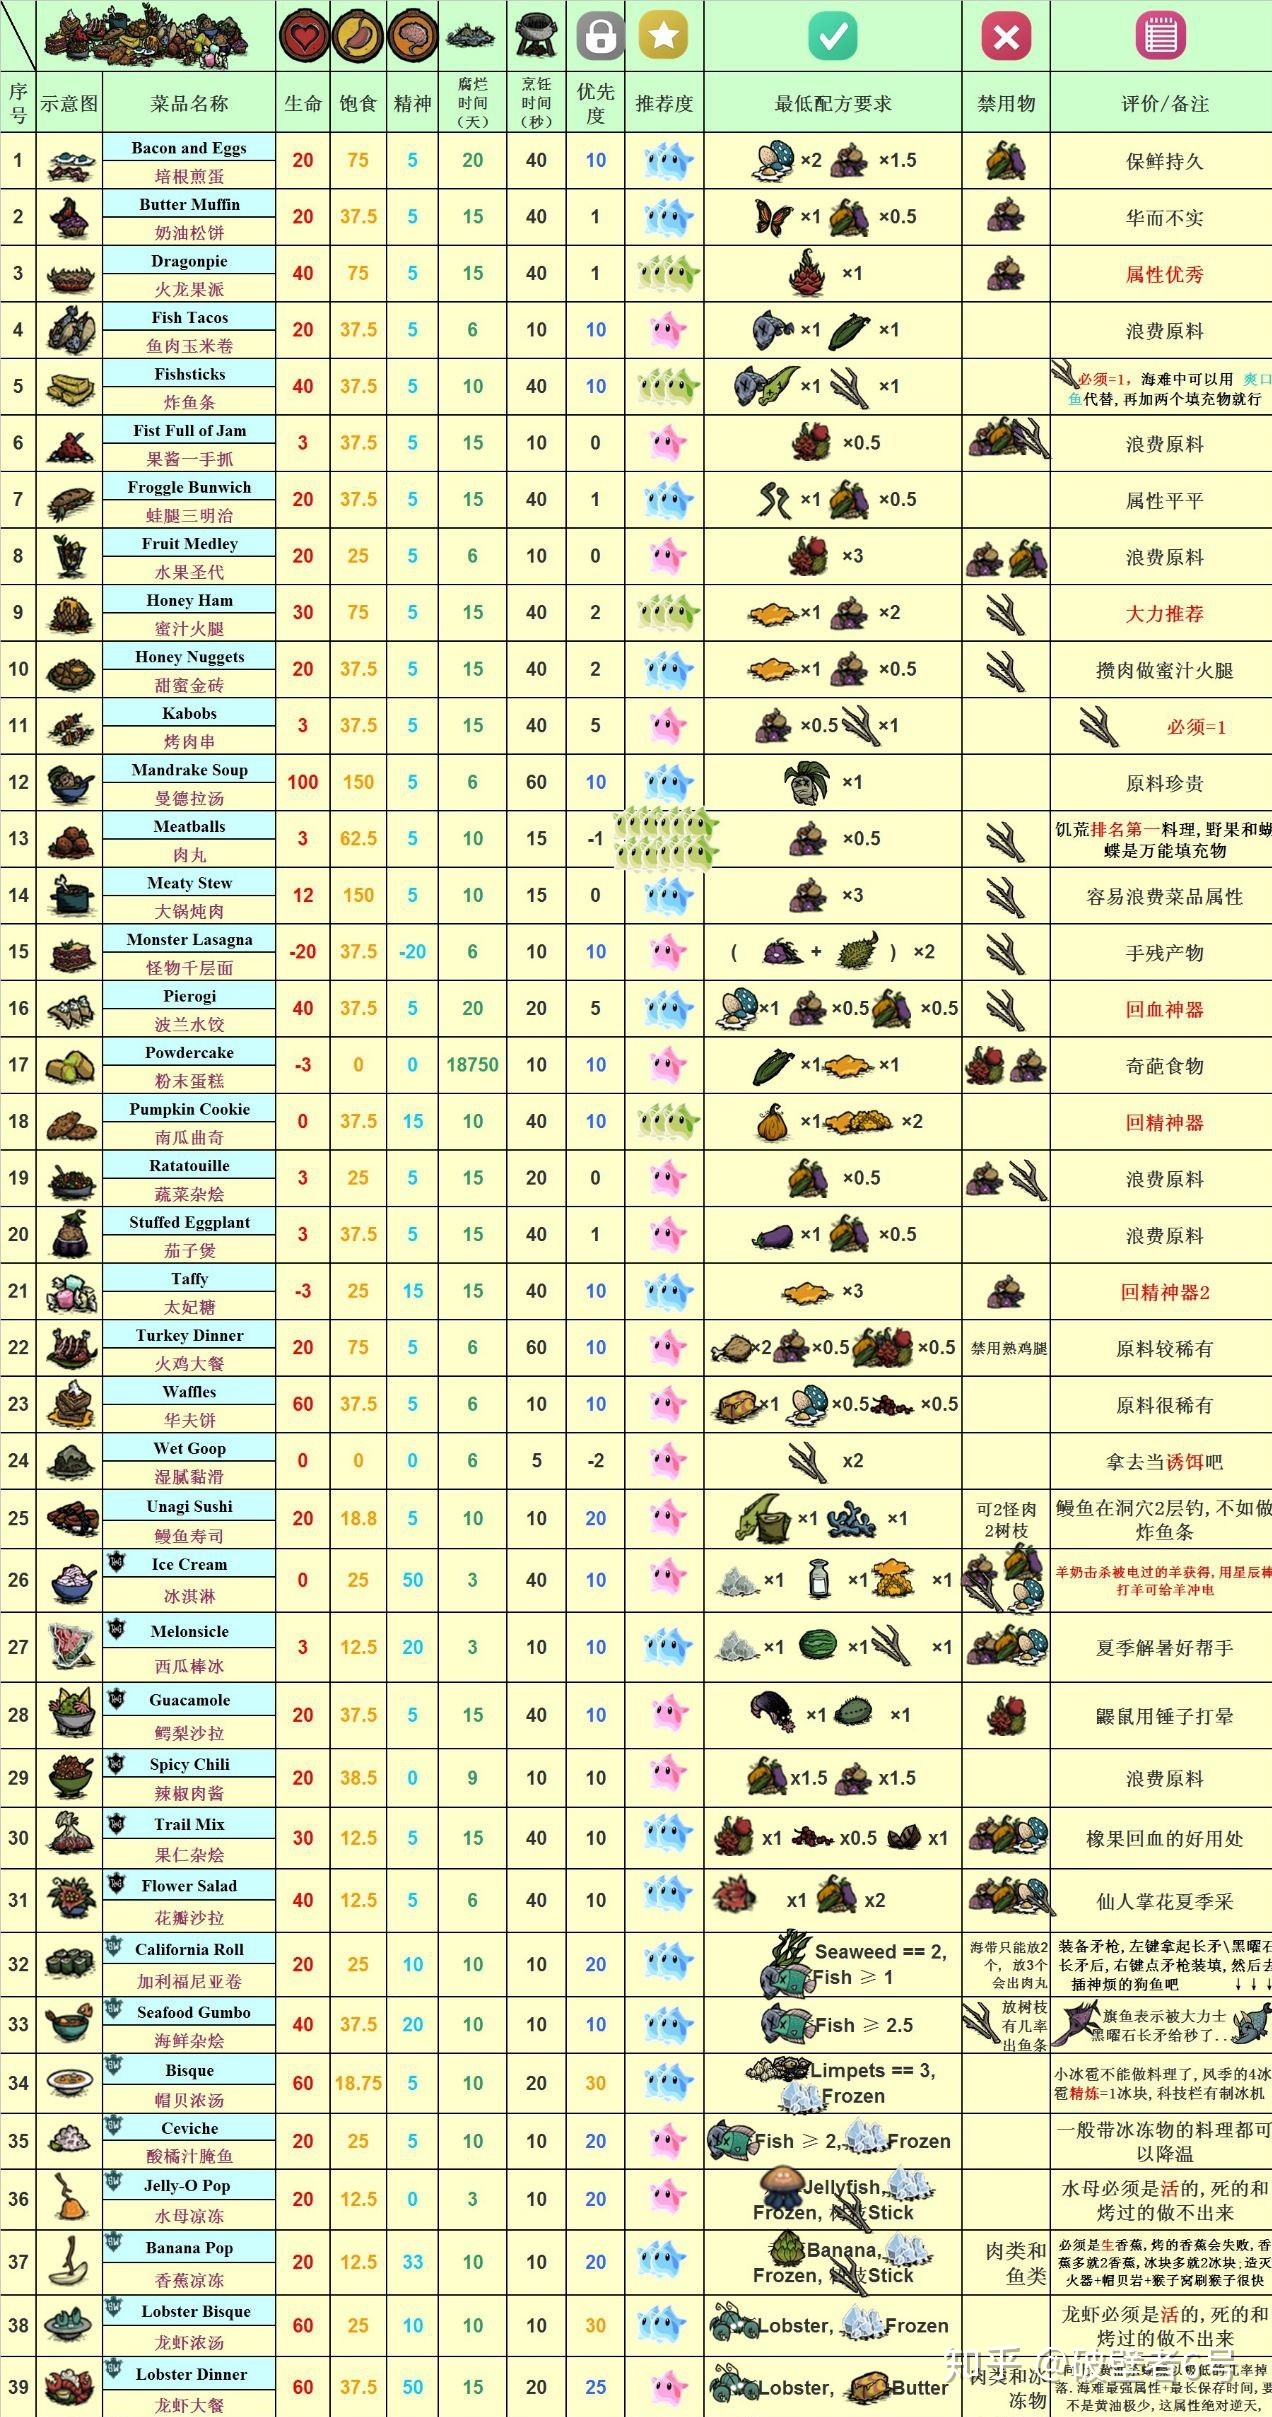 序号 示意图 菜品名称 生命 饱食 精神 腐烂时间（天） 烹饪时间（秒） 优先度 推荐度 最低配方要求 禁用物 评价/备注
1 Bacon and Eggs 培根煎蛋 20 75 5 20 40 10 ×2 ×1.5 保鲜持久
2 Butter Muffin 奶油松饼 20 37.5 5 15 40 1 ×1 ×0.5 华而不实
3 Dragonpie 火龙果派 40 75 5 15 40 1 ×1 属性优秀
4 Fish Tacos 鱼肉玉米卷 20 37.5 5 6 10 10 ×1 ×1 浪费原料
5 Fishsticks 炸鱼条 40 37.5 5 10 40 10 ×1 ×1 必须=1，海难中可以用 爽口鱼代替,再加两个填充物就行
6 Fist Full of Jam 果酱一手抓 3 37.5 5 15 10 0 ×0.5 浪费原料
7 Froggle Bunwich 蛙腿三明治 20 37.5 5 15 40 1 ×1 ×0.5 属性平平
8 Fruit Medley 水果圣代 20 25 5 6 10 0 ×3 浪费原料
9 Honey Ham 蜜汁火腿 30 75 5 15 40 2 ×1 ×2 大力推荐
10 Honey Nuggets 甜蜜金砖 20 37.5 5 15 40 2 ×1 ×0.5 攒肉做蜜汁火腿
11 Kabobs 烤肉串 3 37.5 5 15 40 5 ×0.5 ×1 必须=1
12 Mandrake Soup 曼德拉汤 100 150 5 6 60 10 ×1 原料珍贵
13 Meatballs 肉丸 3 62.5 5 10 15 -1 ×0.5 饥荒排名第一料理,野果和蝴蝶是万能填充物
14 Meaty Stew 大锅炖肉 12 150 5 10 15 0 ×3 容易浪费菜品属性
15 Monster Lasagna 怪物千层面 -20 37.5 -20 6 10 10 ( + ) ×2 手残产物
16 Pierogi 波兰水饺 40 37.5 5 20 20 5 ×1 ×0.5 ×0.5 回血神器
17 Powdercake 粉末蛋糕 -3 0 0 18750 10 10 ×1 ×1 奇葩食物
18 Pumpkin Cookie 南瓜曲奇 0 37.5 15 10 40 10 ×1 ×2 回精神器
19 Ratatouille 蔬菜杂烩 3 25 5 15 20 0 ×0.5 浪费原料
20 Stuffed Eggplant 茄子煲 3 37.5 5 15 40 1 ×1 ×0.5 浪费原料
21 Taffy 太妃糖 -3 25 15 15 40 10 ×3 回精神器2
22 Turkey Dinner 火鸡大餐 20 75 5 6 60 10 ×2 ×0.5 ×0.5 禁用熟鸡腿 原料较稀有
23 Waffles 华夫饼 60 37.5 5 6 10 10 ×1 ×0.5 ×0.5 原料很稀有
24 Wet Goop 湿腻黏滑 0 0 0 6 5 -2 x2 拿去当诱饵吧
25 Unagi Sushi 鳗鱼寿司 20 18.8 5 10 10 20 ×1 ×1 可2怪肉2树枝 鳗鱼在洞穴2层钓,不如做炸鱼条
26 Ice Cream 冰淇淋 0 25 50 3 40 10 ×1 ×1 ×1 羊奶击杀被电过的羊获得,用星辰棒打羊可给羊冲电
27 Melonsicle 西瓜棒冰 3 12.5 20 3 10 10 ×1 ×1 ×1 夏季解暑好帮手
28 Guacamole 鳄梨沙拉 20 37.5 5 15 40 10 ×1 ×1 鼹鼠用锤子打晕
29 Spicy Chili 辣椒肉酱 20 38.5 0 9 10 10 x1.5 x1.5 浪费原料
30 Trail Mix 果仁杂烩 30 12.5 5 15 40 10 x1 x0.5 x1 橡果回血的好用处
31 Flower Salad 花瓣沙拉 40 12.5 5 6 40 10 x1 x2 仙人掌花夏季采
32 California Roll 加利福尼亚卷 20 25 10 10 10 20 Seaweed == 2, Fish ≥ 1 海带只能放2个，放3个会出肉丸 装备矛枪,左键拿起长矛\黑曜石长矛后,右键点矛枪装填,然后去插神烦的狗鱼吧 ↓↓↓
33 Seafood Gumbo 海鲜杂烩 40 37.5 20 10 10 10 Fish ≥ 2.5 放树枝有几率出鱼条 旗鱼表示被大力士黑曜石长矛给秒了...
34 Bisque 帽贝浓汤 60 18.75 5 10 20 30 Limpets == 3, Frozen 小冰雹不能做料理了,风季的4冰雹精炼=1冰块,科技栏有制冰机
35 Ceviche 酸橘汁腌鱼 20 25 5 10 10 20 Fish ≥ 2, Frozen 一般带冰冻物的料理都可以降温
36 Jelly-O Pop 水母凉冻 20 12.5 0 3 10 20 Jellyfish, Frozen, 树枝Stick 水母必须是活的,死的和烤过的做不出来
37 Banana Pop 香蕉凉冻 20 12.5 33 3 10 20 Banana, Frozen, 树枝Stick 肉类和鱼类 必须是生香蕉,烤的香蕉会失败,香蕉多就2香蕉,冰块多就2冰块;造灭火器+帽贝岩+猴子窝刷猴子很快
38 Lobster Bisque 龙虾浓汤 60 25 10 10 10 30 Lobster, Frozen 龙虾必须是活的,死的和烤过的做不出来
39 Lobster Dinner 龙虾大餐 60 37.5 50 15 20 25 Lobster, Butter 肉类和冰冻物 落.海难最强属性+最长保存时间,要不是黄油极少,这属性绝对逆天,
知乎 @破壁者6号